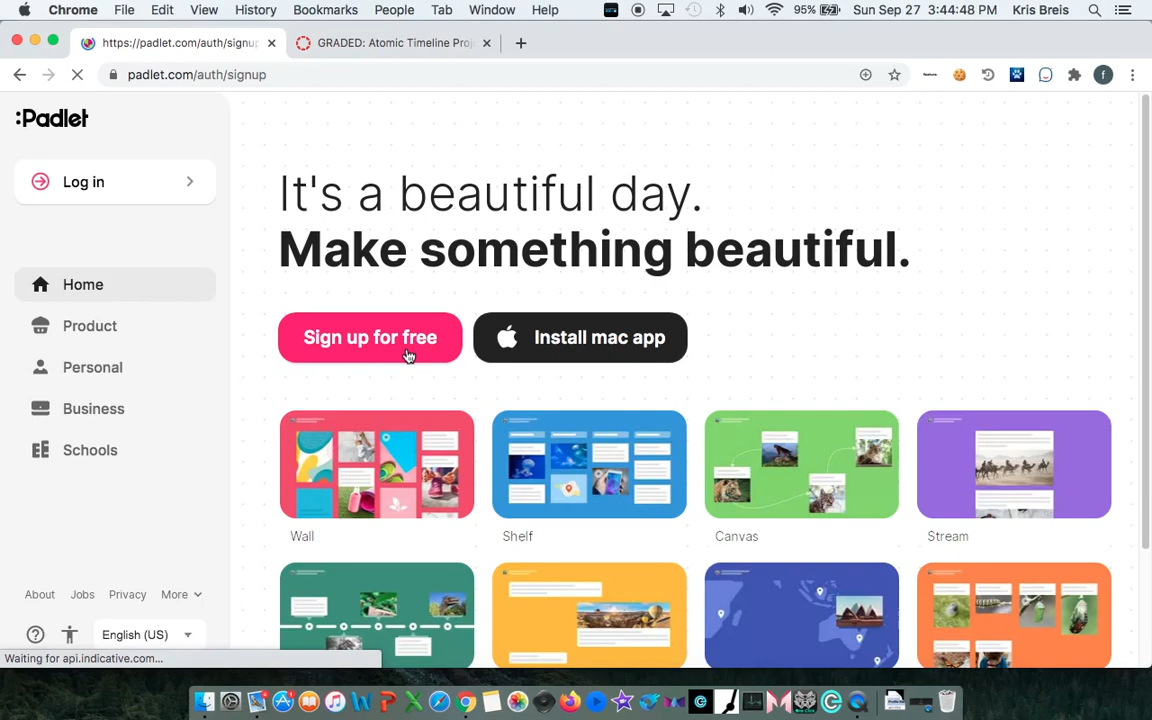 Chrome File Edit View History Bookmarks People Tab Window Help 95% Sun Sep 27 3:44:48 PM Kris Breis
https://padlet.com/auth/signup GRADED: Atomic Timeline Proj
padlet.com/auth/signup f
:Padlet
Log in
Home
Product
Personal
Business
Schools
About Jobs Privacy More
English (US)
Waiting for api.indicative.com...
It's a beautiful day.
Make something beautiful.
Sign up for free Install mac app
Wall Shelf Canvas Stream